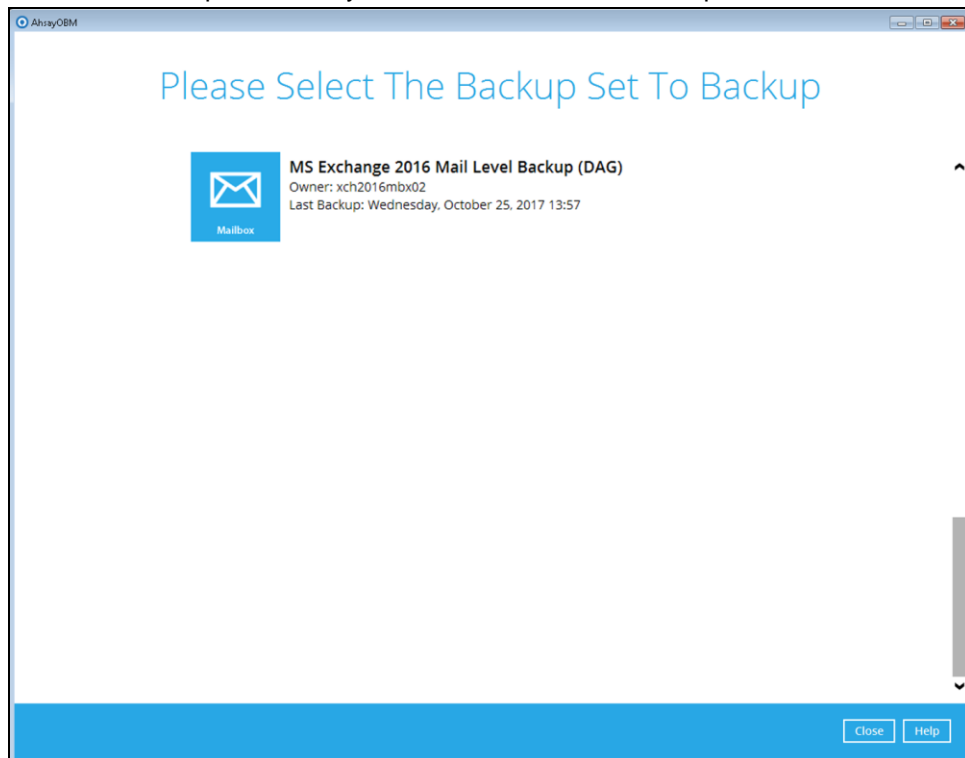 AhsayOBM
Please Select The Backup Set To Backup
MS Exchange 2016 Mail Level Backup (DAG)
Owner: xch2016mbx02
Last Backup: Wednesday, October 25, 2017 13:57
Mailbox
Close Help